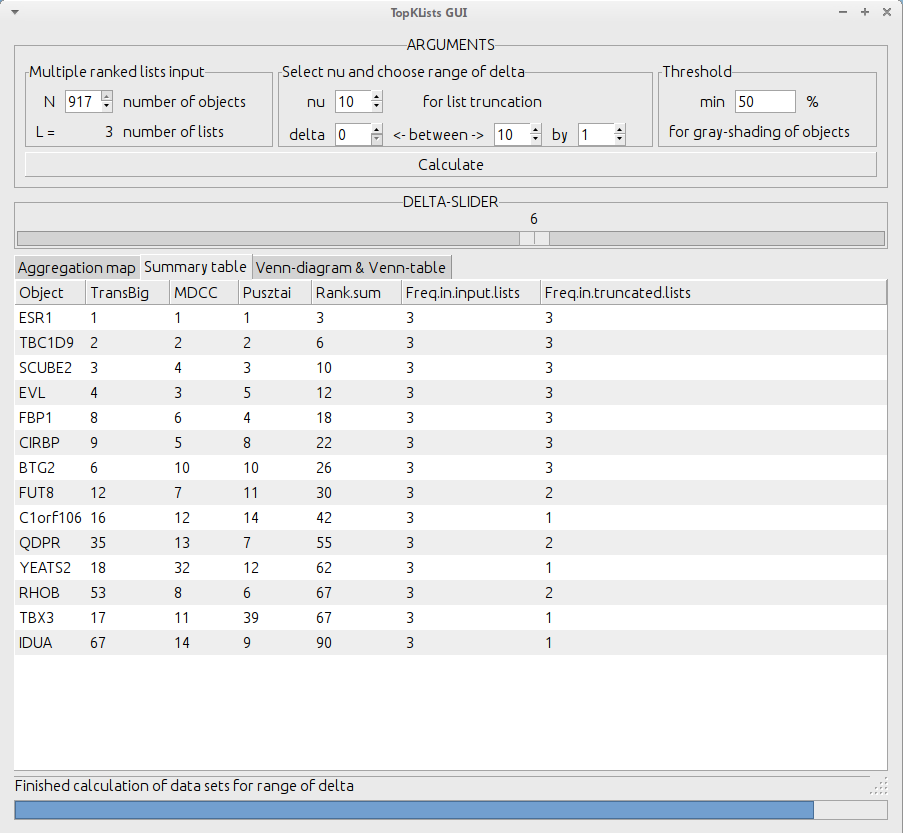 TopKLists GUI
ARGUMENTS
Multiple ranked lists input
N 917 number of objects
L = 3 number of lists
Select nu and choose range of delta
nu 10 for list truncation
delta 0 <- between -> 10 by 1
Threshold
min 50 %
for gray-shading of objects
Calculate
DELTA-SLIDER
6
Aggregation map Summary table Venn-diagram & Venn-table
Object TransBig MDCC Pusztai Rank.sum Freq.in.input.lists Freq.in.truncated.lists
ESR1 1 1 1 3 3 3
TBC1D9 2 2 2 6 3 3
SCUBE2 3 4 3 10 3 3
EVL 4 3 5 12 3 3
FBP1 8 6 4 18 3 3
CIRBP 9 5 8 22 3 3
BTG2 6 10 10 26 3 3
FUT8 12 7 11 30 3 2
C1orf106 16 12 14 42 3 1
QDPR 35 13 7 55 3 2
YEATS2 18 32 12 62 3 1
RHOB 53 8 6 67 3 2
TBX3 17 11 39 67 3 1
IDUA 67 14 9 90 3 1
Finished calculation of data sets for range of delta